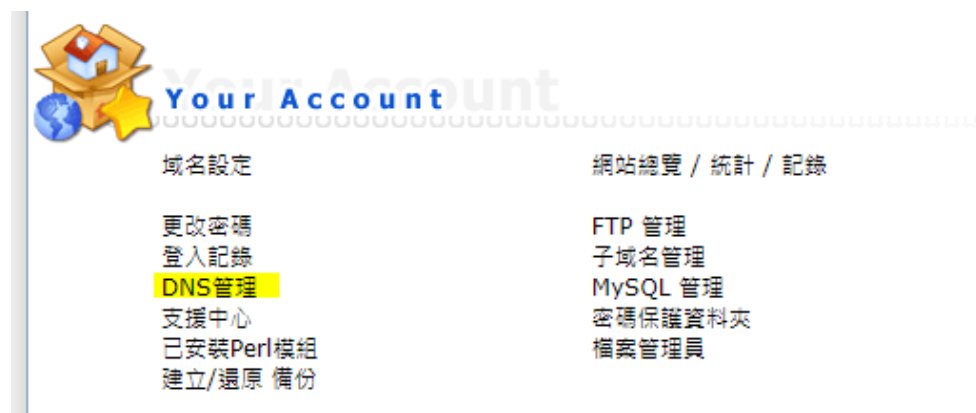 Your Account
域名設定
網站總覽 / 統計 / 記錄
更改密碼
FTP 管理
登入記錄
子域名管理
DNS管理
MySQL 管理
支援中心
密碼保護資料夾
已安裝Perl模組
檔案管理員
建立/還原 備份